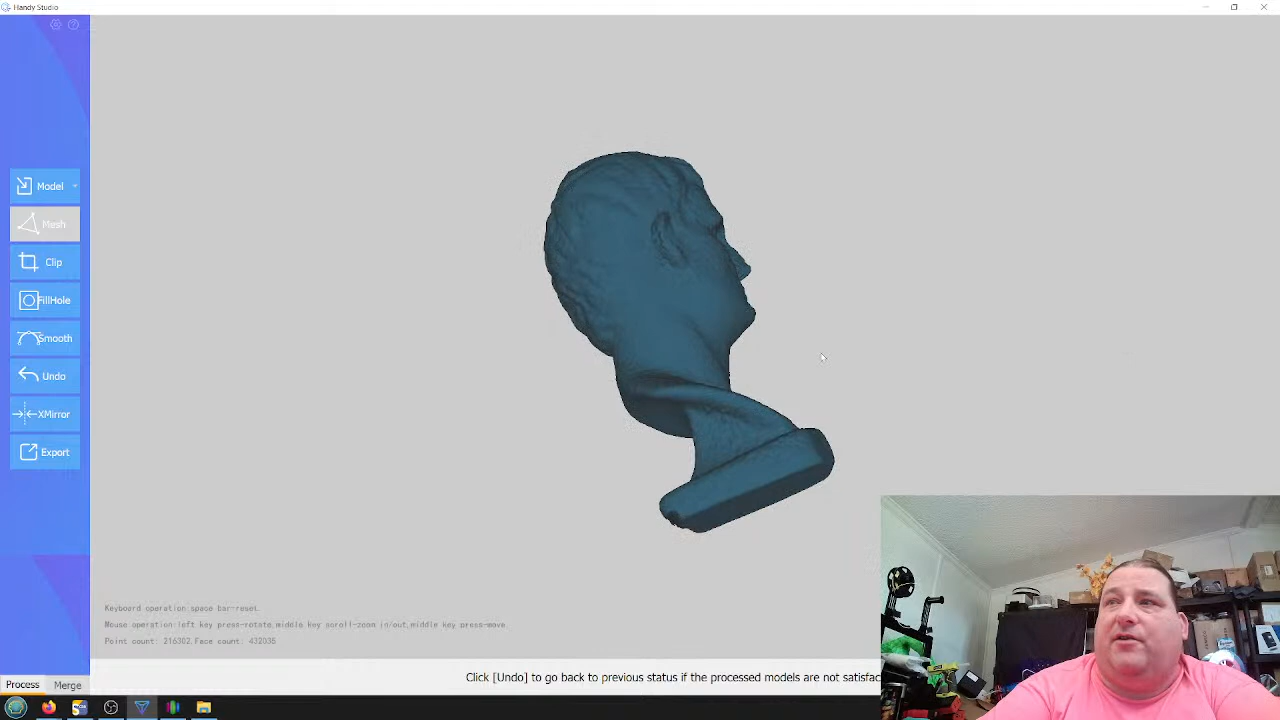 Handy Studio
Model
Mesh
Clip
FillHole
Smooth
Undo
XMirror
Export
Keyboard operation:space bar-reset.
Mouse operation:left key press-rotate,middle key scroll-zoom in/out,middle key press-move.
Point count: 216302,Face count: 432035
Process
Merge
Click [Undo] to go back to previous status if the processed models are not satisfac